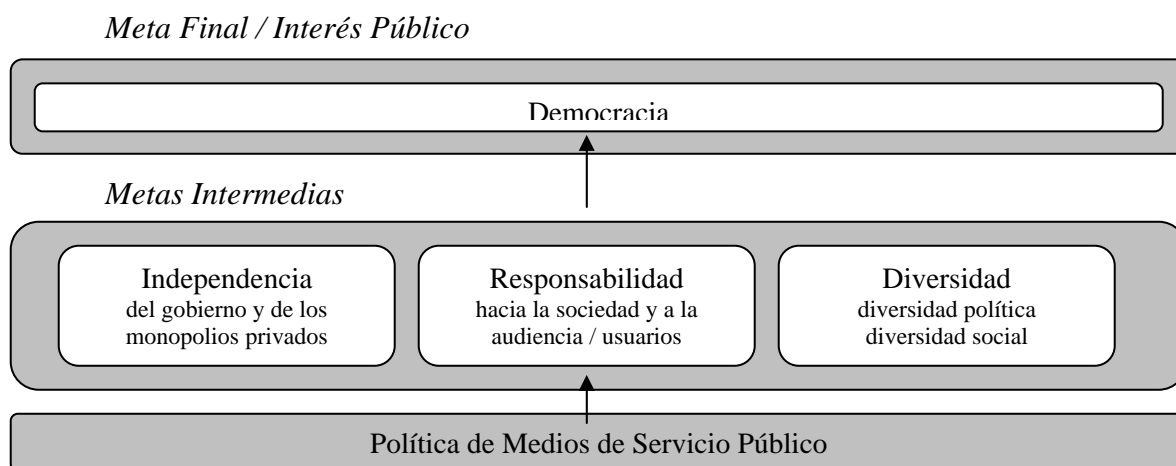 Meta Final / Interés Público
Democracia
Metas Intermedias
Independencia
del gobierno y de los
monopolios privados
Responsabilidad
hacia la sociedad y a la
audiencia / usuarios
Diversidad
diversidad política
diversidad social
Política de Medios de Servicio Público